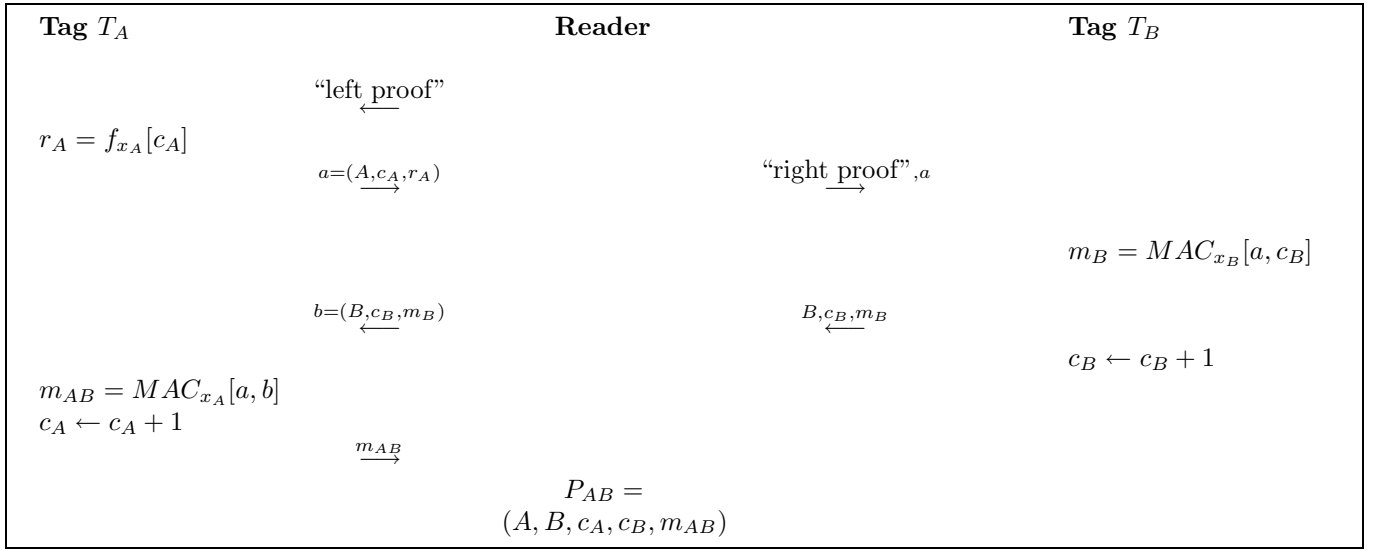 Tag $T_A$ Reader Tag $T_B$
“left proof”
←
$r_A = f_{x_A}[c_A]$
$a=(A,c_A,r_A)$ “right proof”,$a$
→ →
$m_B = MAC_{x_B}[a, c_B]$
$b=(B,c_B,m_B)$ $B,c_B,m_B$
← ←
$c_B \leftarrow c_B + 1$
$m_{AB} = MAC_{x_A}[a, b]$
$c_A \leftarrow c_A + 1$
$m_{AB}$
→
$P_{AB} =$
$(A, B, c_A, c_B, m_{AB})$